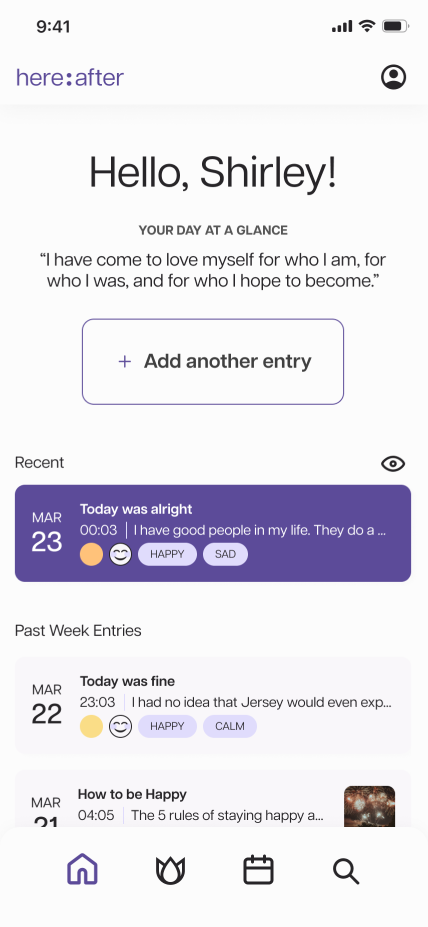 9:41
here:after
Hello, Shirley!
YOUR DAY AT A GLANCE
“I have come to love myself for who I am, for
who I was, and for who I hope to become.”
+ Add another entry
Recent
MAR
23
Today was alright
00:03 | I have good people in my life. They do a ...
HAPPY SAD
Past Week Entries
MAR
22
Today was fine
23:03 | I had no idea that Jersey would even exp...
HAPPY CALM
MAR
21
How to be Happy
04:05 | The 5 rules of staying happy a...